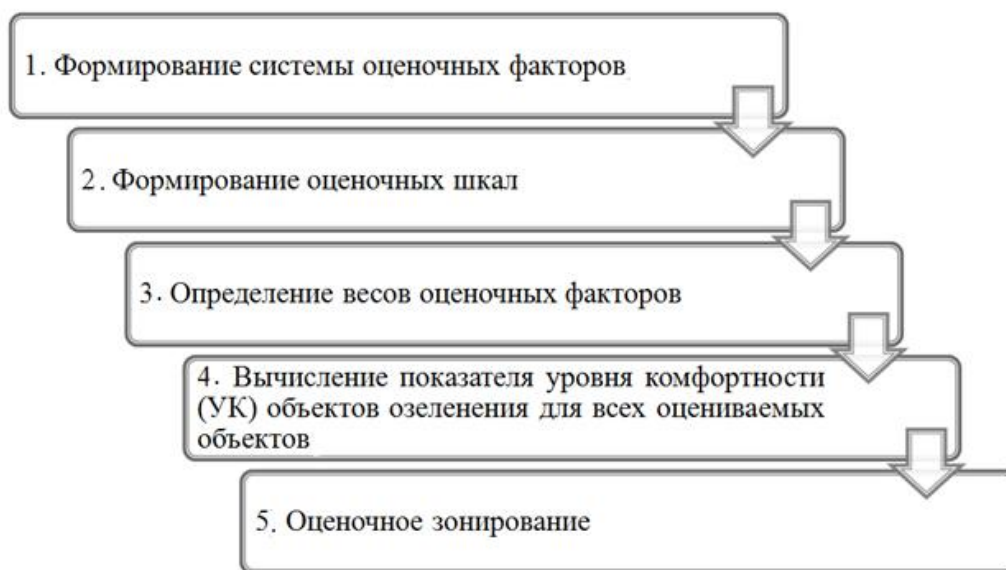 1. Формирование системы оценочных факторов
2. Формирование оценочных шкал
3. Определение весов оценочных факторов
4. Вычисление показателя уровня комфортности
(УК) объектов озеленения для всех оцениваемых
объектов
5. Оценочное зонирование